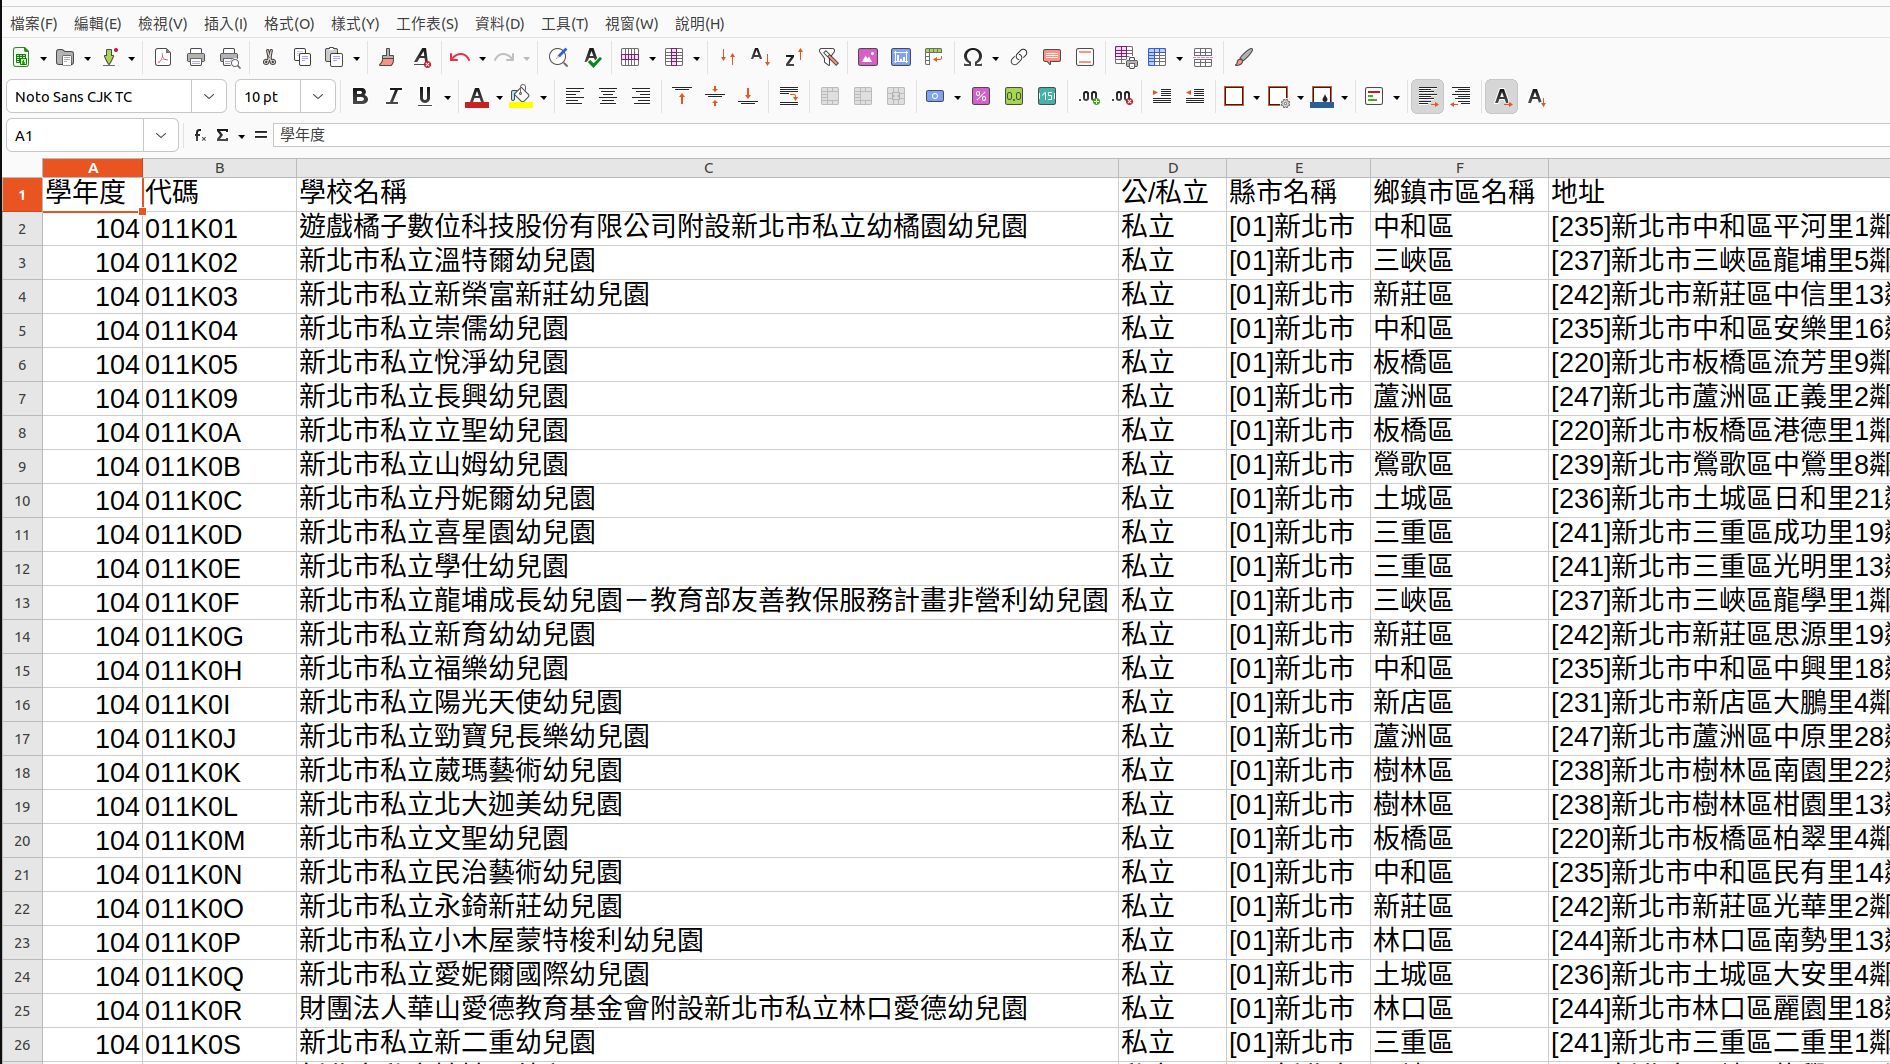 檔案(F) 編輯(E) 檢視(V) 插入(I) 格式(O) 樣式(Y) 工作表(S) 資料(D) 工具(T) 視窗(W) 說明(H)
Noto Sans CJK TC 10 pt
A1 學年度
A B C D E F
1 學年度 代碼 學校名稱 公/私立 縣市名稱 鄉鎮市區名稱 地址
2 104 011K01 遊戲橘子數位科技股份有限公司附設新北市私立幼橘園幼兒園 私立 [01]新北市 中和區 [235]新北市中和區平河里1鄰
3 104 011K02 新北市私立溫特爾幼兒園 私立 [01]新北市 三峽區 [237]新北市三峽區龍埔里5鄰
4 104 011K03 新北市私立新榮富新莊幼兒園 私立 [01]新北市 新莊區 [242]新北市新莊區中信里13
5 104 011K04 新北市私立崇儒幼兒園 私立 [01]新北市 中和區 [235]新北市中和區安樂里16
6 104 011K05 新北市私立悅淨幼兒園 私立 [01]新北市 板橋區 [220]新北市板橋區流芳里9鄰
7 104 011K09 新北市私立長興幼兒園 私立 [01]新北市 蘆洲區 [247]新北市蘆洲區正義里2鄰
8 104 011K0A 新北市私立立聖幼兒園 私立 [01]新北市 板橋區 [220]新北市板橋區港德里1鄰
9 104 011K0B 新北市私立山姆幼兒園 私立 [01]新北市 鶯歌區 [239]新北市鶯歌區中鶯里8鄰
10 104 011K0C 新北市私立丹妮爾幼兒園 私立 [01]新北市 土城區 [236]新北市土城區日和里21
11 104 011K0D 新北市私立喜星園幼兒園 私立 [01]新北市 三重區 [241]新北市三重區成功里19
12 104 011K0E 新北市私立學仕幼兒園 私立 [01]新北市 三重區 [241]新北市三重區光明里13
13 104 011K0F 新北市私立龍埔成長幼兒園－教育部友善教保服務計畫非營利幼兒園 私立 [01]新北市 三峽區 [237]新北市三峽區龍學里1鄰
14 104 011K0G 新北市私立新育幼幼兒園 私立 [01]新北市 新莊區 [242]新北市新莊區思源里19
15 104 011K0H 新北市私立福樂幼兒園 私立 [01]新北市 中和區 [235]新北市中和區中興里18
16 104 011K0I 新北市私立陽光天使幼兒園 私立 [01]新北市 新店區 [231]新北市新店區大鵬里4鄰
17 104 011K0J 新北市私立勁寶兒長樂幼兒園 私立 [01]新北市 蘆洲區 [247]新北市蘆洲區中原里28
18 104 011K0K 新北市私立葳瑪藝術幼兒園 私立 [01]新北市 樹林區 [238]新北市樹林區南園里22
19 104 011K0L 新北市私立北大迦美幼兒園 私立 [01]新北市 樹林區 [238]新北市樹林區柑園里13
20 104 011K0M 新北市私立文聖幼兒園 私立 [01]新北市 板橋區 [220]新北市板橋區柏翠里4鄰
21 104 011K0N 新北市私立民治藝術幼兒園 私立 [01]新北市 中和區 [235]新北市中和區民有里14
22 104 011K0O 新北市私立永錡新莊幼兒園 私立 [01]新北市 新莊區 [242]新北市新莊區光華里2鄰
23 104 011K0P 新北市私立小木屋蒙特梭利幼兒園 私立 [01]新北市 林口區 [244]新北市林口區南勢里13
24 104 011K0Q 新北市私立愛妮爾國際幼兒園 私立 [01]新北市 土城區 [236]新北市土城區大安里4鄰
25 104 011K0R 財團法人華山愛德教育基金會附設新北市私立林口愛德幼兒園 私立 [01]新北市 林口區 [244]新北市林口區麗園里18
26 104 011K0S 新北市私立新二重幼兒園 私立 [01]新北市 三重區 [241]新北市三重區二重里1鄰